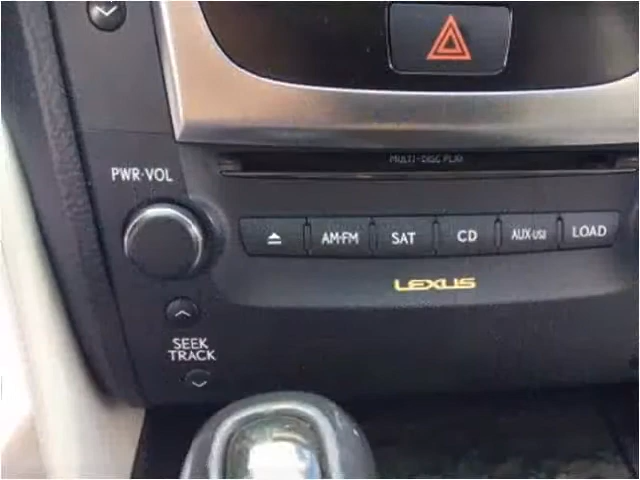 MULTI-DISC PLAY
PWR·VOL
AM·FM SAT CD AUX·USB LOAD
LEXUS
SEEK
TRACK